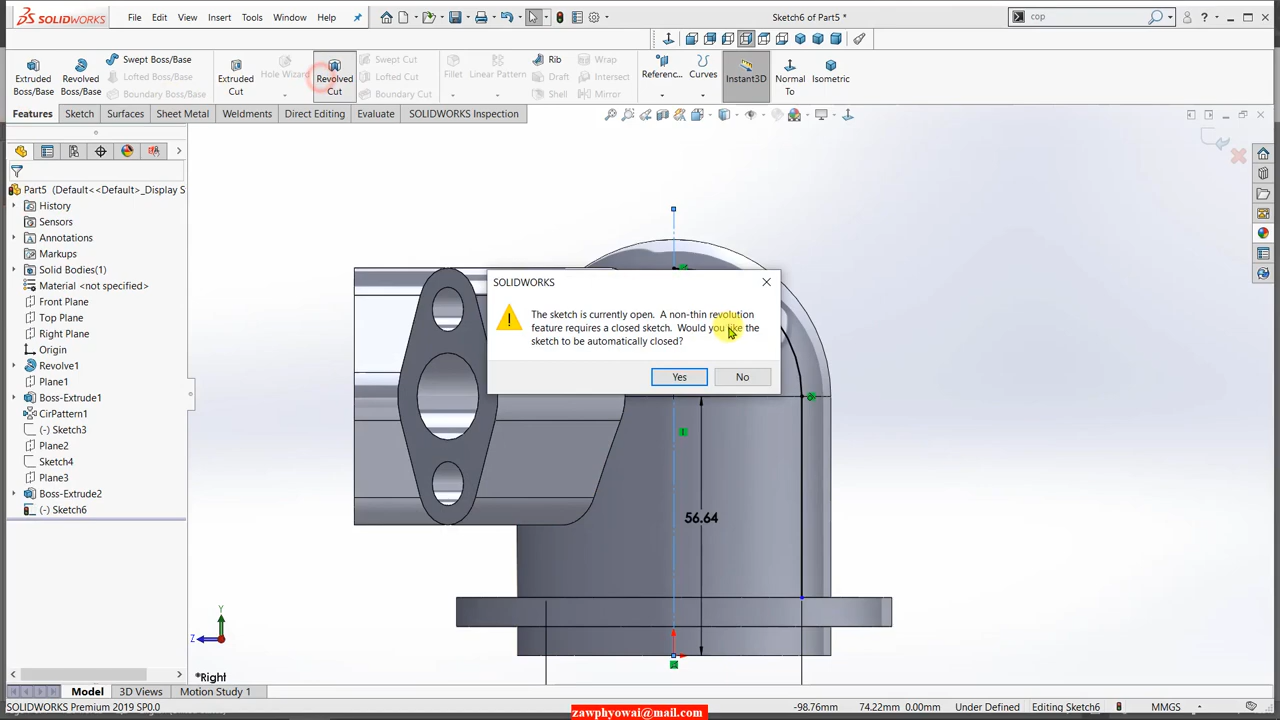 SOLIDWORKS
File
Edit
View
Insert
Tools
Window
Help
Sketch6 of Part5 *
cop
Extruded Boss/Base
Revolved Boss/Base
Swept Boss/Base
Lofted Boss/Base
Boundary Boss/Base
Extruded Cut
Hole Wizard
Revolved Cut
Swept Cut
Lofted Cut
Boundary Cut
Fillet
Linear Pattern
Rib
Draft
Shell
Wrap
Intersect
Mirror
Referenc...
Curves
Instant3D
Normal To
Isometric
Features
Sketch
Surfaces
Sheet Metal
Weldments
Direct Editing
Evaluate
SOLIDWORKS Inspection
Part5 (Default<<Default>_Display S
History
Sensors
Annotations
Markups
Solid Bodies(1)
Material <not specified>
Front Plane
Top Plane
Right Plane
Origin
Revolve1
Plane1
Boss-Extrude1
CirPattern1
(-) Sketch3
Plane2
Sketch4
Plane3
Boss-Extrude2
(-) Sketch6
SOLIDWORKS
The sketch is currently open. A non-thin revolution
feature requires a closed sketch. Would you like the
sketch to be automatically closed?
Yes
No
56.64
Y
Z
*Right
Model
3D Views
Motion Study 1
SOLIDWORKS Premium 2019 SP0.0
-98.76mm
74.22mm
0.00mm
Under Defined
Editing Sketch6
MMGS
zawphyowai@mail.com